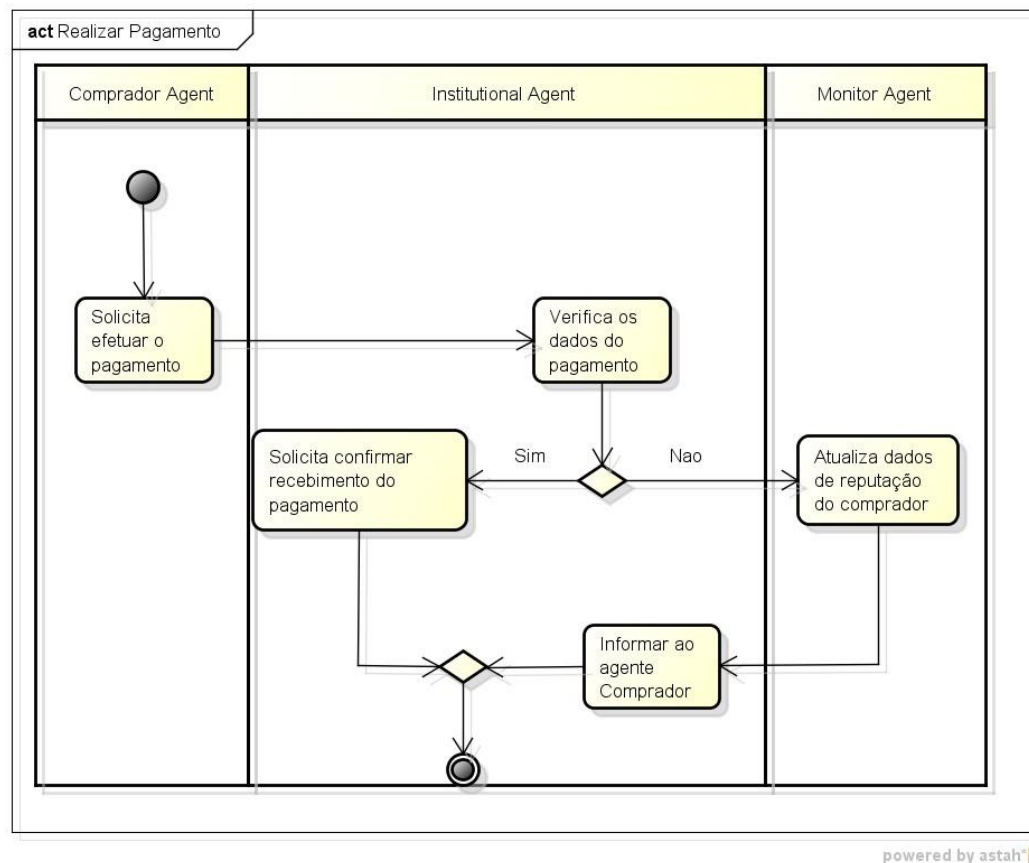 act Realizar Pagamento
Comprador Agent
Institutional Agent
Monitor Agent
Solicita
efetuar o
pagamento
Verifica os
dados do
pagamento
Solicita confirmar
recebimento do
pagamento
Sim
Nao
Atualiza dados
de reputação
do comprador
Informar ao
agente
Comprador
powered by astah*